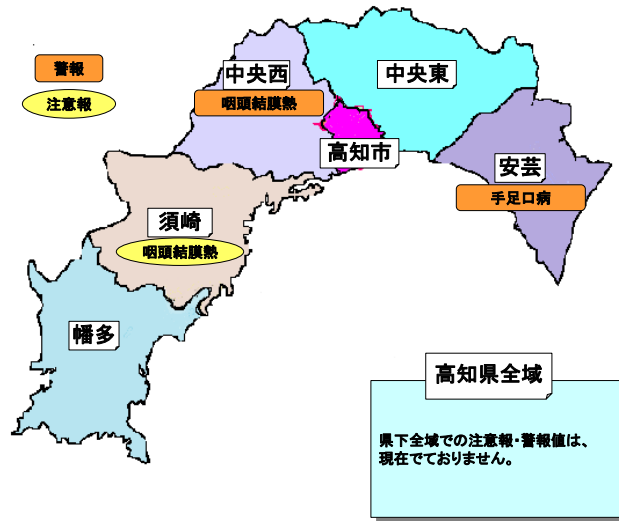 警報
注意報
中央西
咽頭結膜熱
中央東
高知市
安芸
手足口病
須崎
咽頭結膜熱
幡多
高知県全域
県下全域での注意報・警報値は、
現在でておりません。